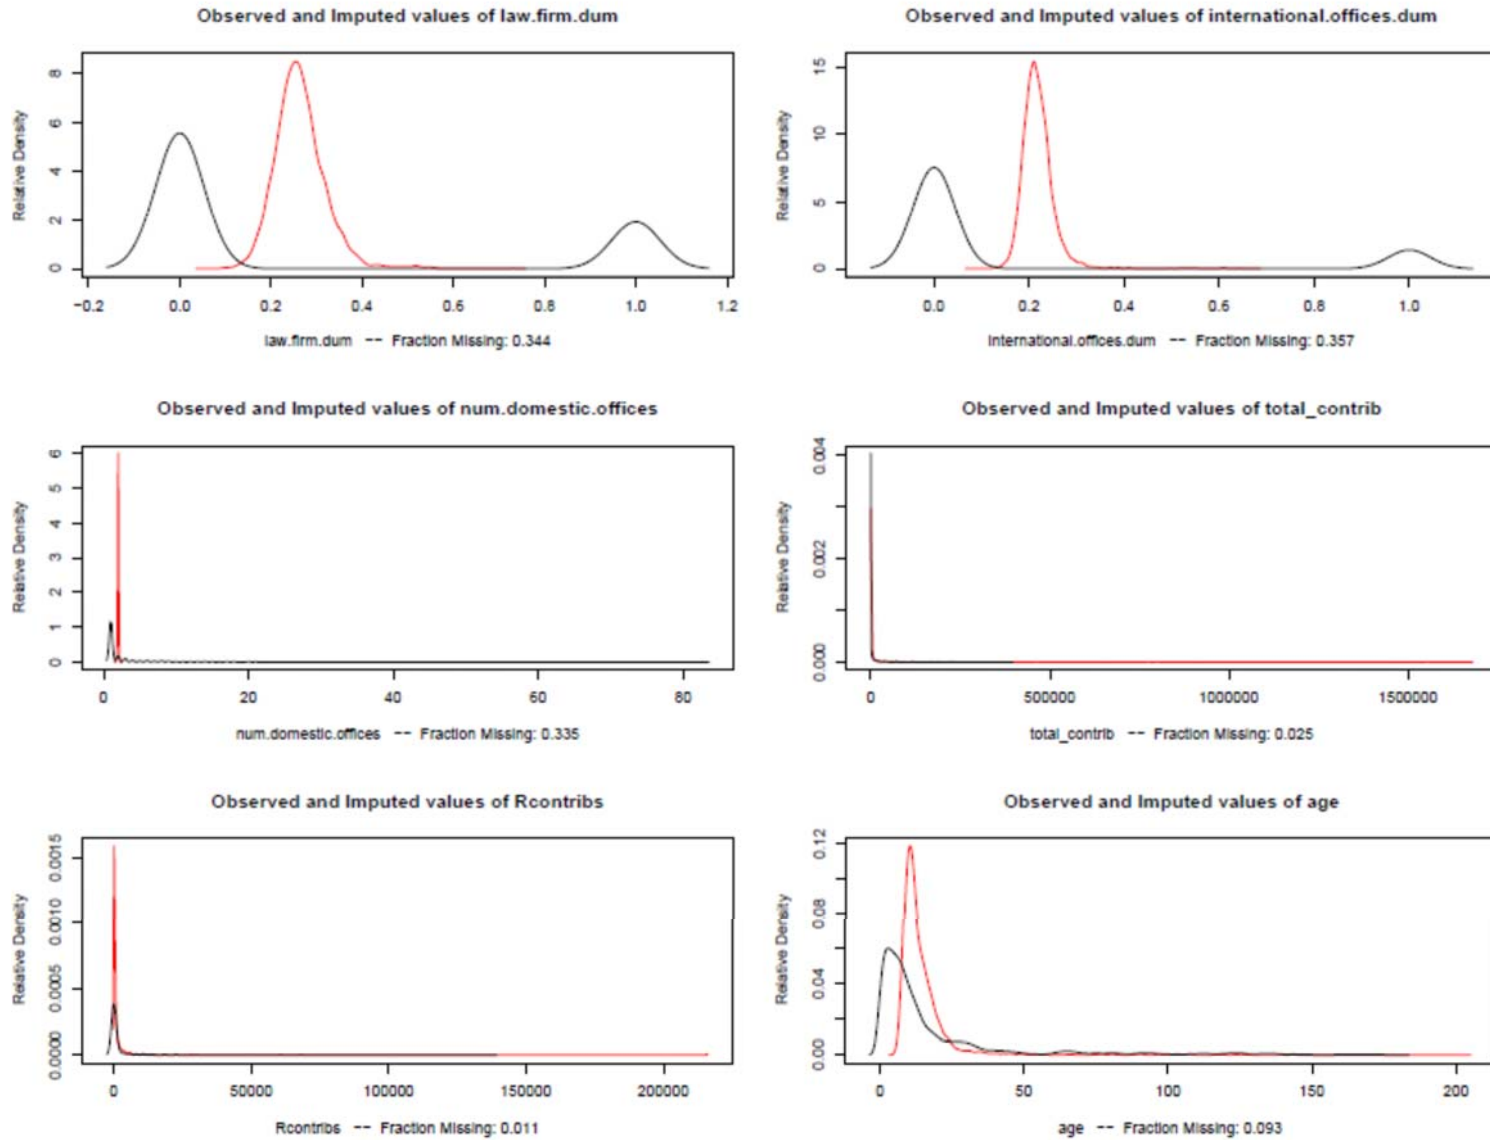 Observed and Imputed values of law.firm.dum
Relative Density
8
6
4
2
0
−0.2 0.0 0.2 0.4 0.6 0.8 1.0 1.2
law.firm.dum -- Fraction Missing: 0.344
Observed and Imputed values of international.offices.dum
Relative Density
15
10
5
0
0.0 0.2 0.4 0.6 0.8 1.0
international.offices.dum -- Fraction Missing: 0.357
Observed and Imputed values of num.domestic.offices
Relative Density
6
5
4
3
2
1
0
0 20 40 60 80
num.domestic.offices -- Fraction Missing: 0.335
Observed and Imputed values of total_contrib
Relative Density
0.004
0.002
0.000
0 500000 1000000 1500000
total_contrib -- Fraction Missing: 0.025
Observed and Imputed values of Rcontribs
Relative Density
0.0015
0.0010
0.0005
0.0000
0 50000 100000 150000 200000
Rcontribs -- Fraction Missing: 0.011
Observed and Imputed values of age
Relative Density
0.12
0.08
0.04
0.00
0 50 100 150 200
age -- Fraction Missing: 0.093